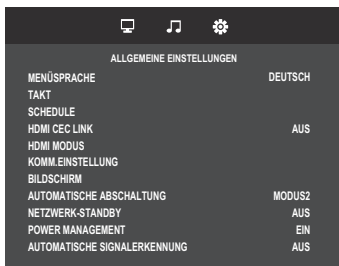 ALLGEMEINE EINSTELLUNGEN
MENÜSPRACHE DEUTSCH
TAKT
SCHEDULE
HDMI CEC LINK AUS
HDMI MODUS
KOMM.EINSTELLUNG
BILDSCHIRM
AUTOMATISCHE ABSCHALTUNG MODUS2
NETZWERK-STANDBY AUS
POWER MANAGEMENT EIN
AUTOMATISCHE SIGNALERKENNUNG AUS